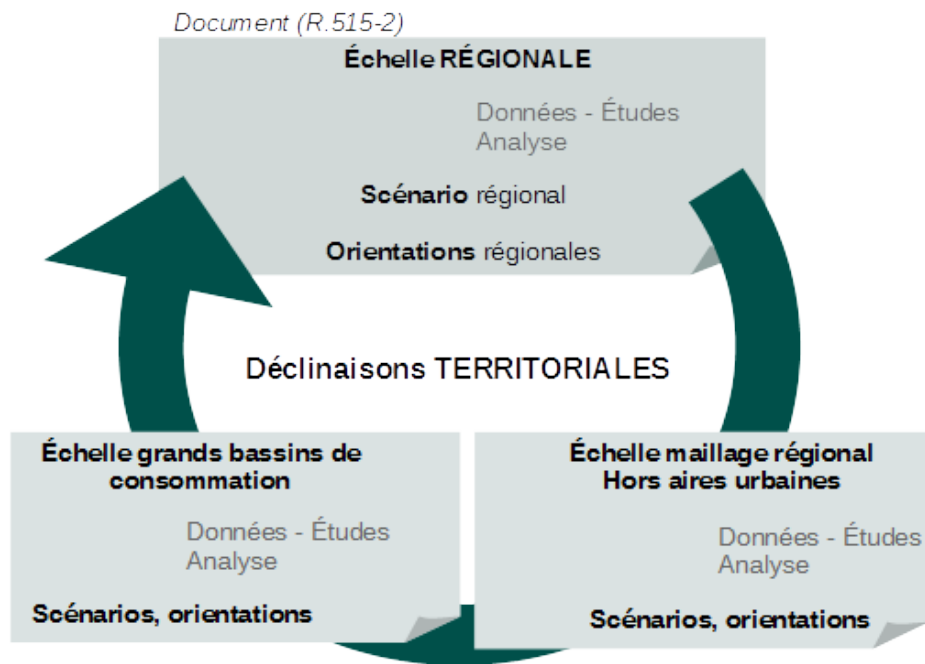 Document (R.515-2)
Échelle RÉGIONALE
Données - Études
Analyse
Scénario régional
Orientations régionales
Déclinaisons TERRITORIALES
Échelle grands bassins de
consommation
Données - Études
Analyse
Scénarios, orientations
Échelle maillage régional
Hors aires urbaines
Données - Études
Analyse
Scénarios, orientations